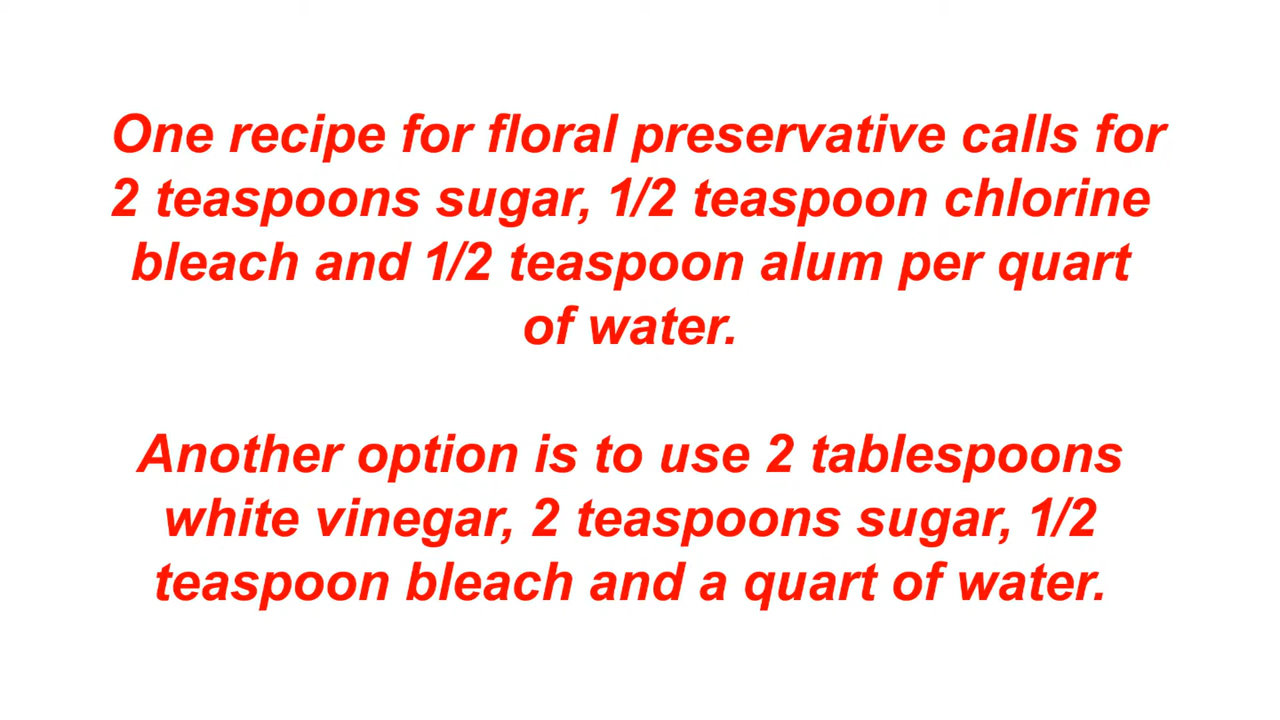 One recipe for floral preservative calls for
2 teaspoons sugar, 1/2 teaspoon chlorine
bleach and 1/2 teaspoon alum per quart
of water.
Another option is to use 2 tablespoons
white vinegar, 2 teaspoons sugar, 1/2
teaspoon bleach and a quart of water.